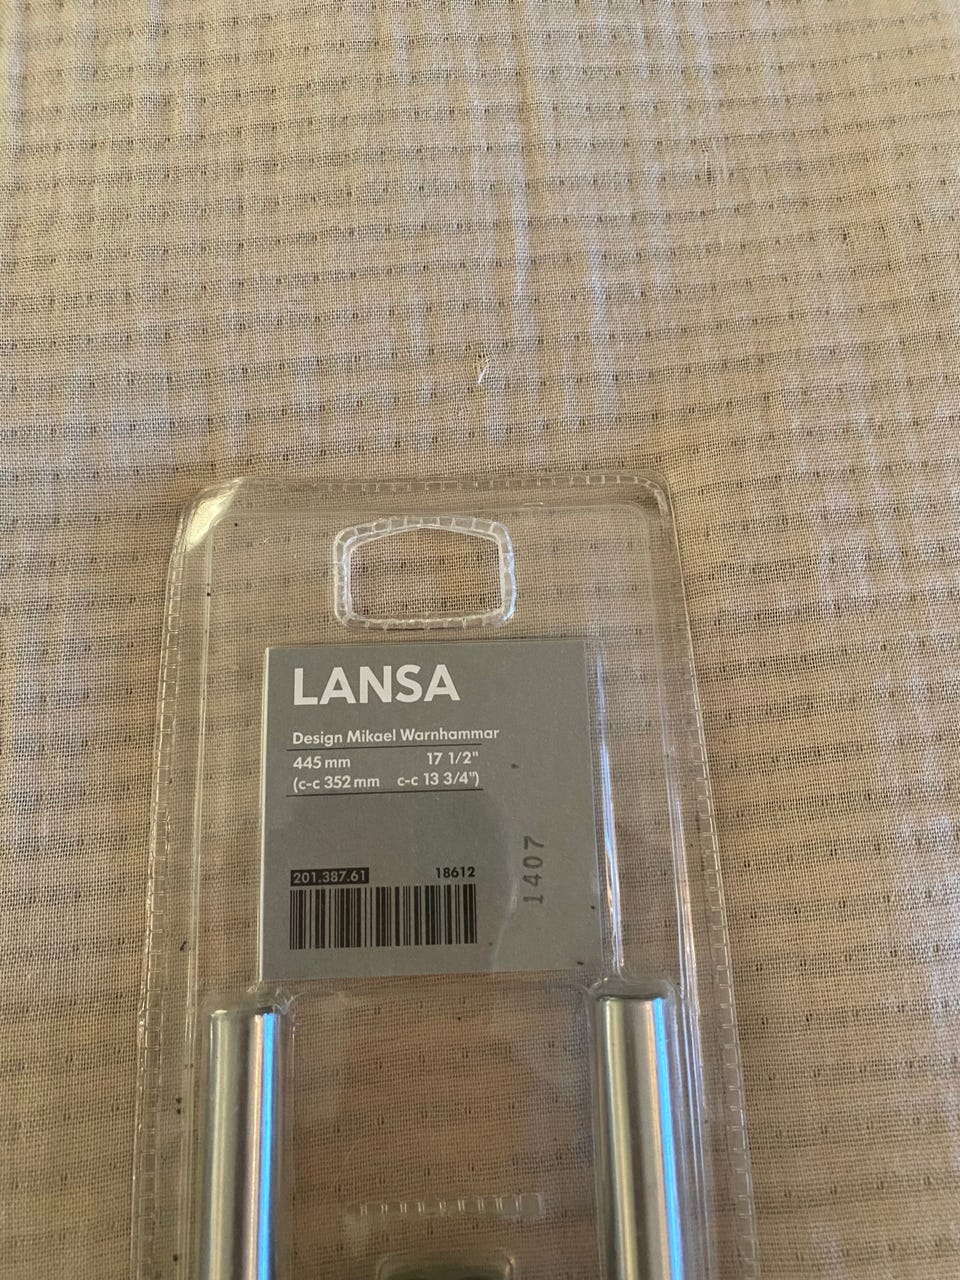 LANSA
Design Mikael Warnhammar
445 mm 17 1/2"
(c-c 352 mm c-c 13 3/4")
201.387.61 18612
1407